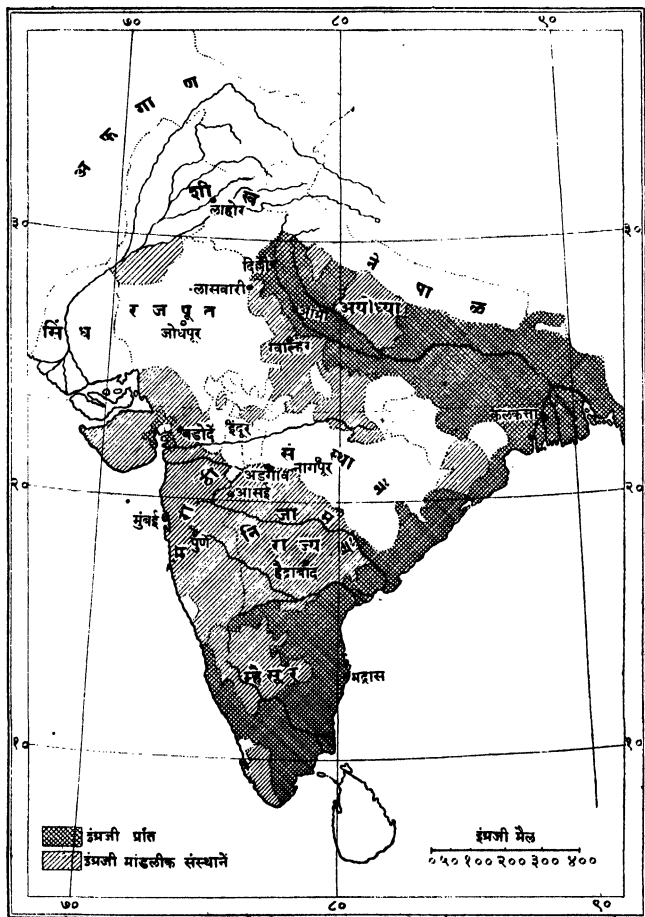 ७० ८० ९०
अफगाण
शीख
लाहोर
३० ३०
दिल्ली
नेपाळ
लासवारी
रजपूत
अयोध्या
आग्रा
सिंध
जोधपूर
ग्वाल्हेर
कलकत्ता
बडोदें
इंदूर
संस्था
नागपूर
अडगांव
२० आसई २०
मुंबई
पुणें
निजाम
राज्य
हैद्राबाद
म्हैसूर
मद्रास
१० १०
इंग्रजी प्रांत
इंग्रजी मांडलीक संस्थानें
इंग्रजी मैल
० ५० १०० २०० ३०० ४००
७० ८० ९०